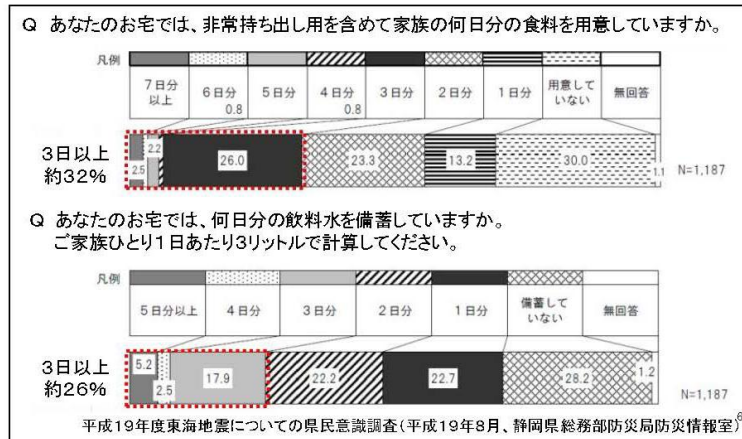 Q あなたのお宅では、非常持ち出し用を含めて家族の何日分の食料を用意していますか。
凡例
7日分以上 6日分 5日分 4日分 3日分 2日分 1日分 用意していない 無回答
0.8 0.8
3日以上
約32%
2.5 2.2 26.0 23.3 13.2 30.0 1.1 N=1,187
Q あなたのお宅では、何日分の飲料水を備蓄していますか。
ご家族ひとり1日あたり3リットルで計算してください。
凡例
5日分以上 4日分 3日分 2日分 1日分 備蓄していない 無回答
3日以上
約26%
5.2 2.5 17.9 22.2 22.7 28.2 1.2
N=1,187
平成19年度東海地震についての県民意識調査(平成19年8月、静岡県総務部防災局防災情報室)
6